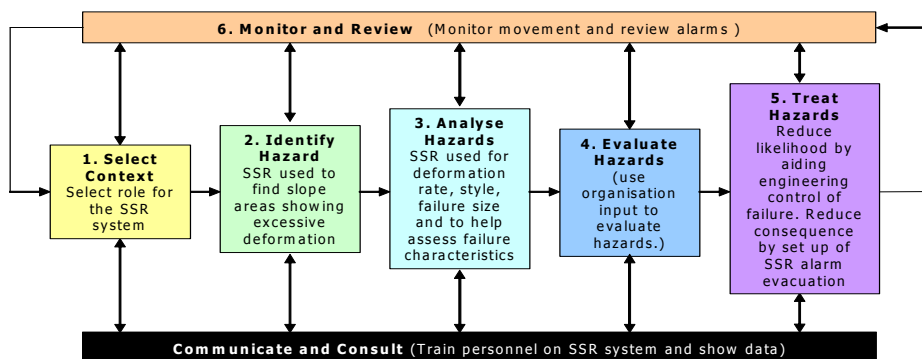 6. Monitor and Review (Monitor movement and review alarms )
1. Select
Context
Select role for
the SSR
system
2. Identify
Hazard
SSR used to
find slope
areas showing
excessive
deformation
3. Analyse
Hazards
SSR used for
deformation
rate, style,
failure size
and to help
assess failure
characteristics
4. Evaluate
Hazards
(use
organisation
input to
evaluate
hazards.)
5. Treat
Hazards
Reduce
likelihood by
aiding
engineering
control of
failure. Reduce
consequence
by set up of
SSR alarm
evacuation
Communicate and Consult (Train personnel on SSR system and show data)